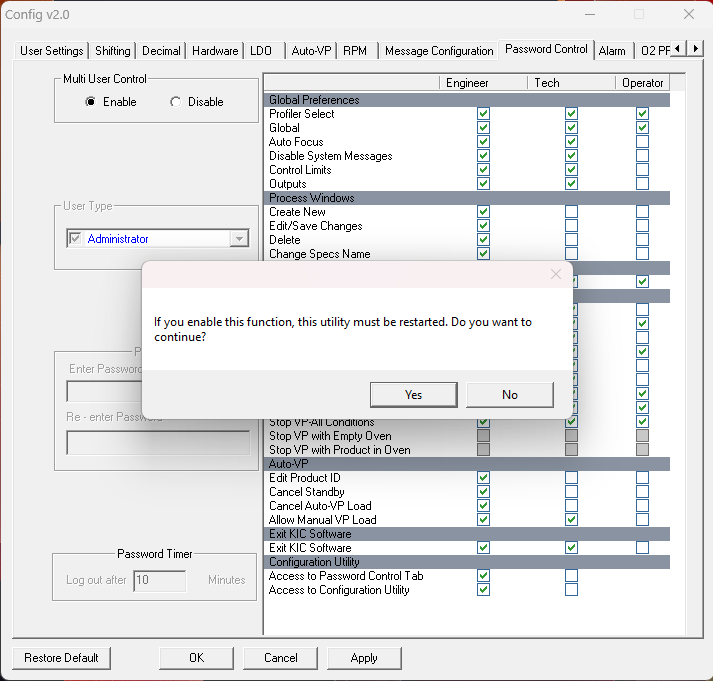 Config v2.0
User Settings Shifting Decimal Hardware LDO Auto-VP RPM Message Configuration Password Control Alarm O2 PP
Multi User Control
Enable Disable
User Type
Administrator
Enter Password
Re - enter Password
Password Timer
Log out after 10 Minutes
Engineer Tech Operator
Global Preferences
Profiler Select
Global
Auto Focus
Disable System Messages
Control Limits
Outputs
Process Windows
Create New
Edit/Save Changes
Delete
Change Specs Name
If you enable this function, this utility must be restarted. Do you want to
continue?
Yes No
Stop VP-All Conditions
Stop VP with Empty Oven
Stop VP with Product in Oven
Auto-VP
Edit Product ID
Cancel Standby
Cancel Auto-VP Load
Allow Manual VP Load
Exit KIC Software
Exit KIC Software
Configuration Utility
Access to Password Control Tab
Access to Configuration Utility
Restore Default OK Cancel Apply